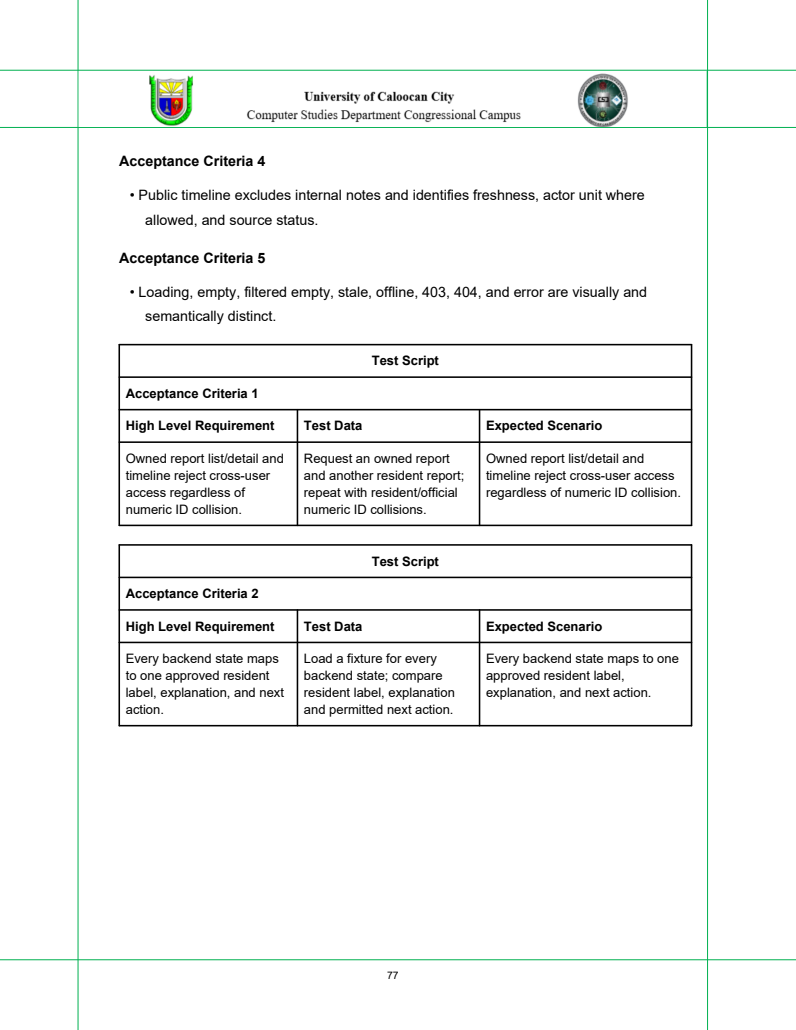 University of Caloocan City
Computer Studies Department Congressional Campus
Acceptance Criteria 4
• Public timeline excludes internal notes and identifies freshness, actor unit where
allowed, and source status.
Acceptance Criteria 5
• Loading, empty, filtered empty, stale, offline, 403, 404, and error are visually and
semantically distinct.
Test Script
Acceptance Criteria 1
High Level Requirement
Test Data
Expected Scenario
Owned report list/detail and
timeline reject cross-user
access regardless of
numeric ID collision.
Request an owned report
and another resident report;
repeat with resident/official
numeric ID collisions.
Owned report list/detail and
timeline reject cross-user access
regardless of numeric ID collision.
Test Script
Acceptance Criteria 2
High Level Requirement
Test Data
Expected Scenario
Every backend state maps
to one approved resident
label, explanation, and next
action.
Load a fixture for every
backend state; compare
resident label, explanation
and permitted next action.
Every backend state maps to one
approved resident label,
explanation, and next action.
77